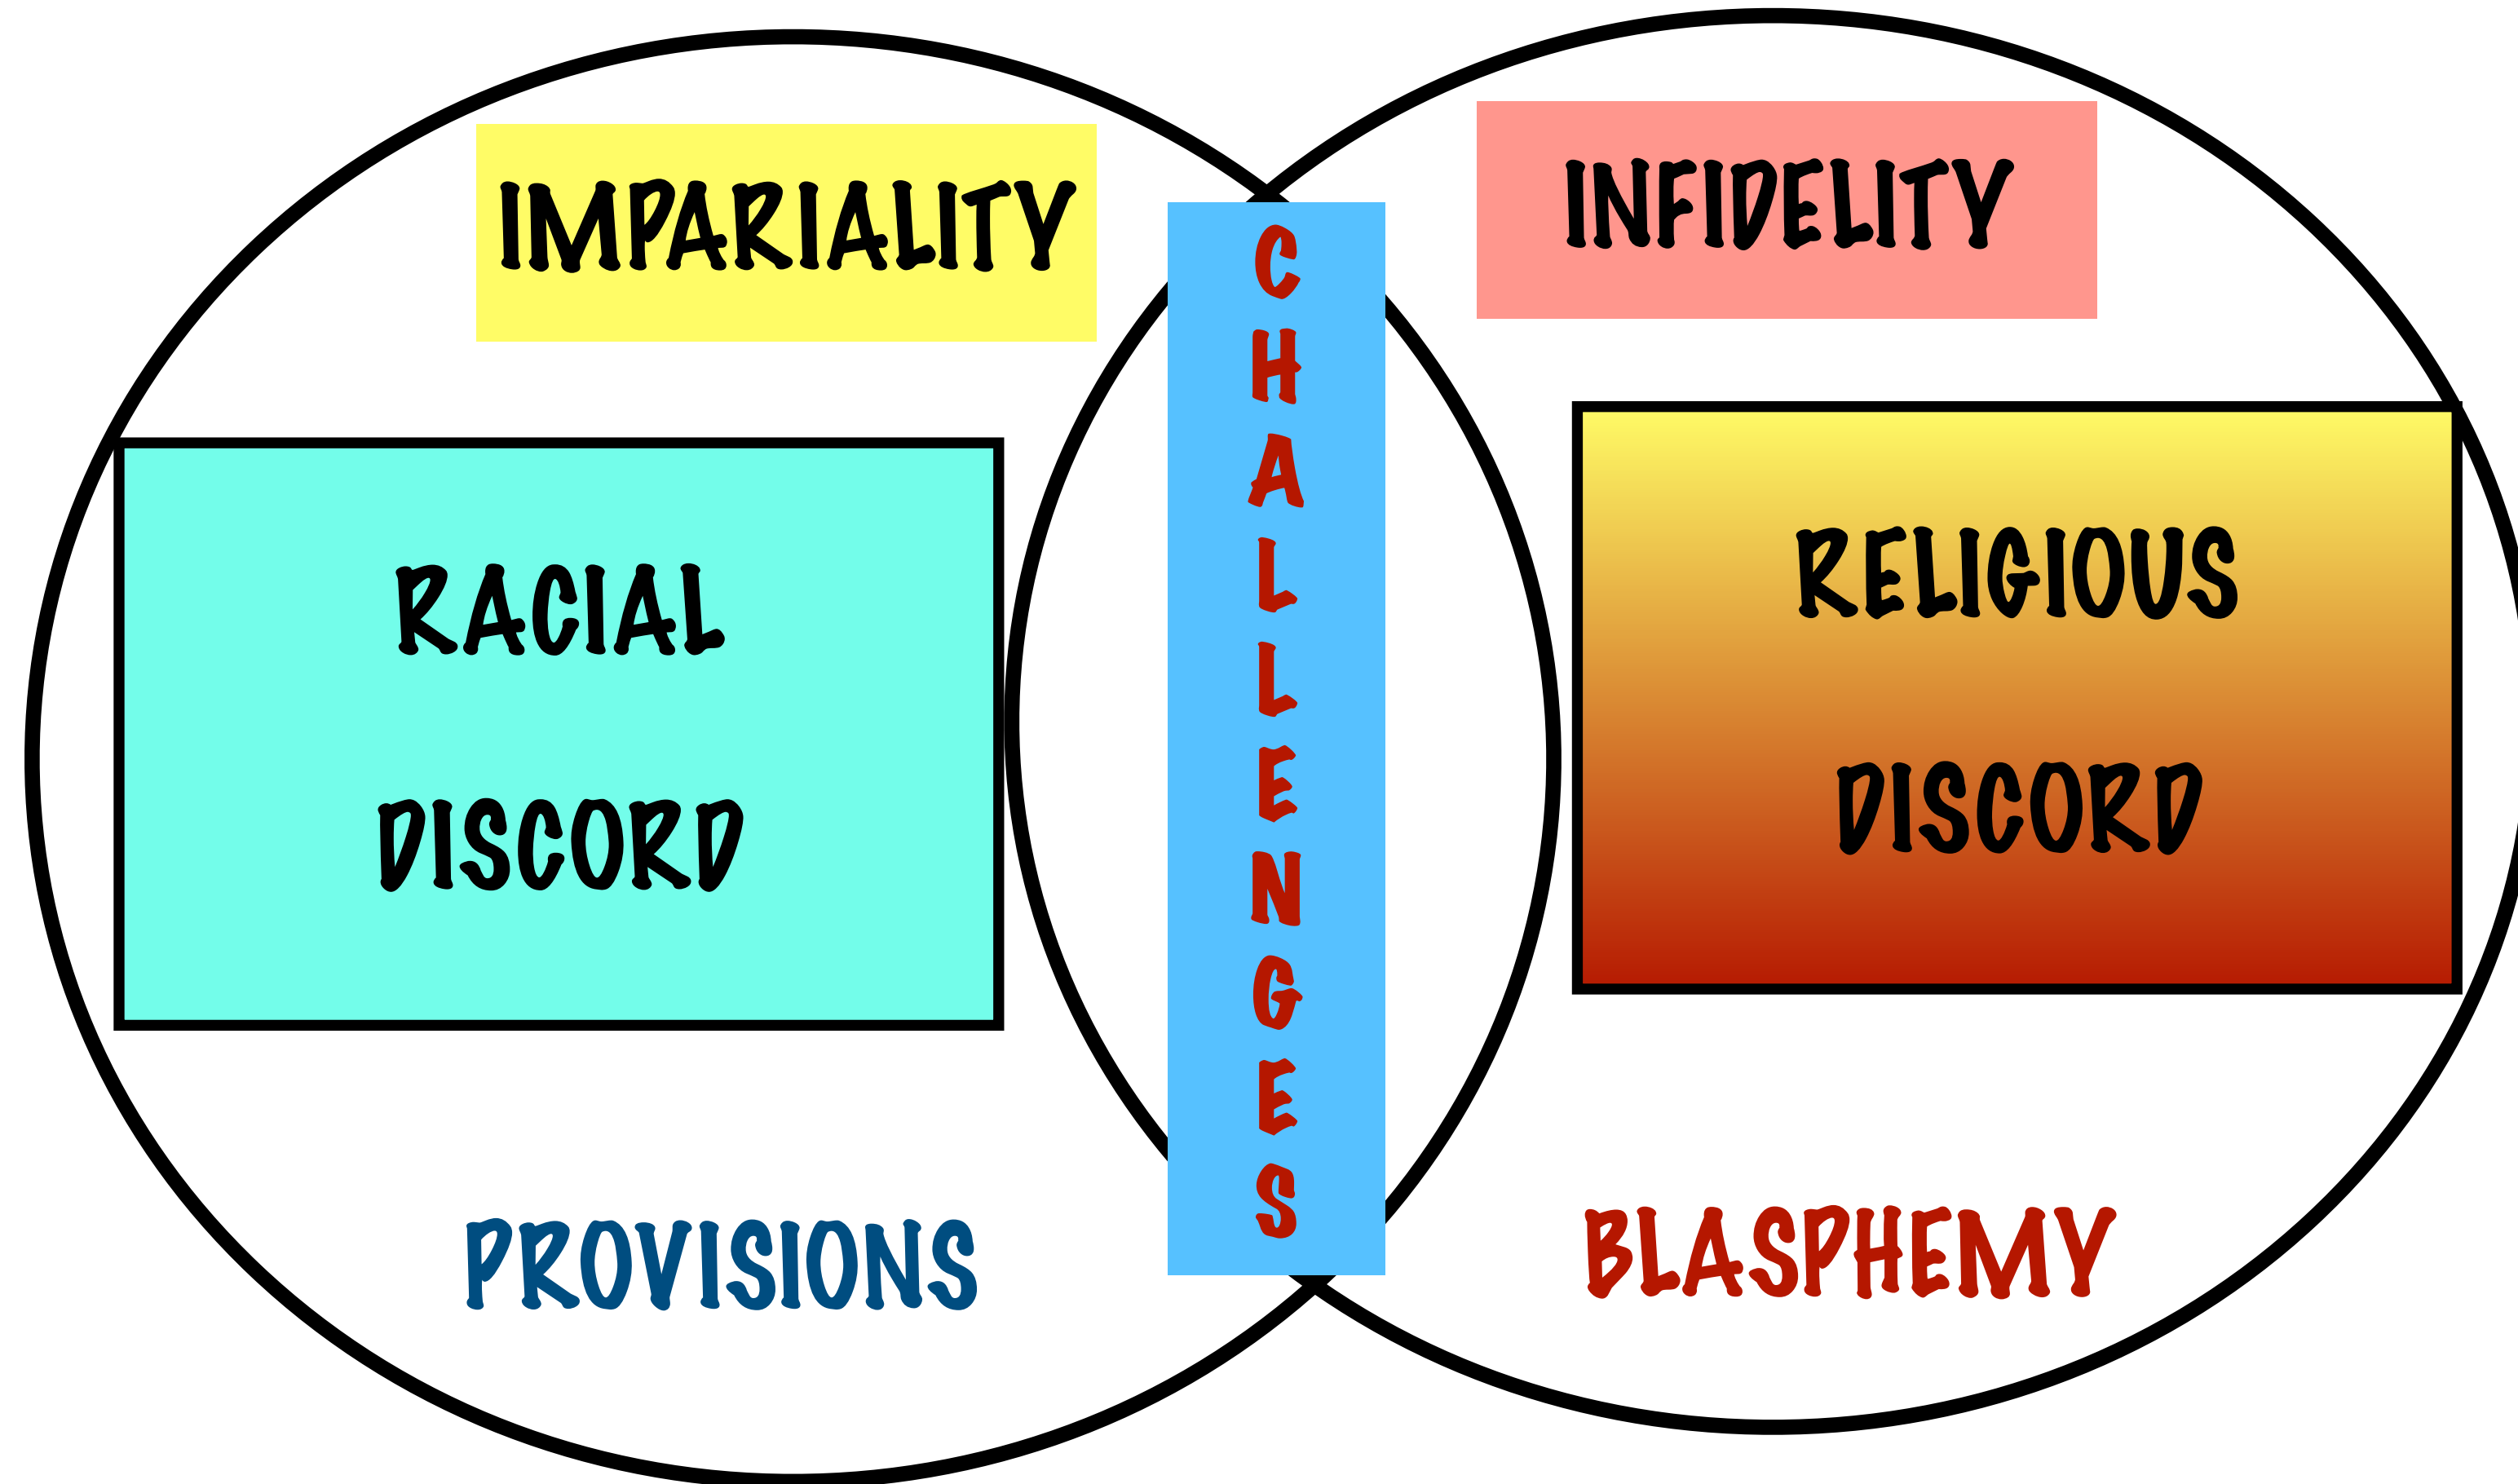 IMPARIALITY
INFIDELITY
CHALLENGES
RACIAL
DISCORD
RELIGIOUS
DISCORD
PROVISIONS
BLASPHEMY